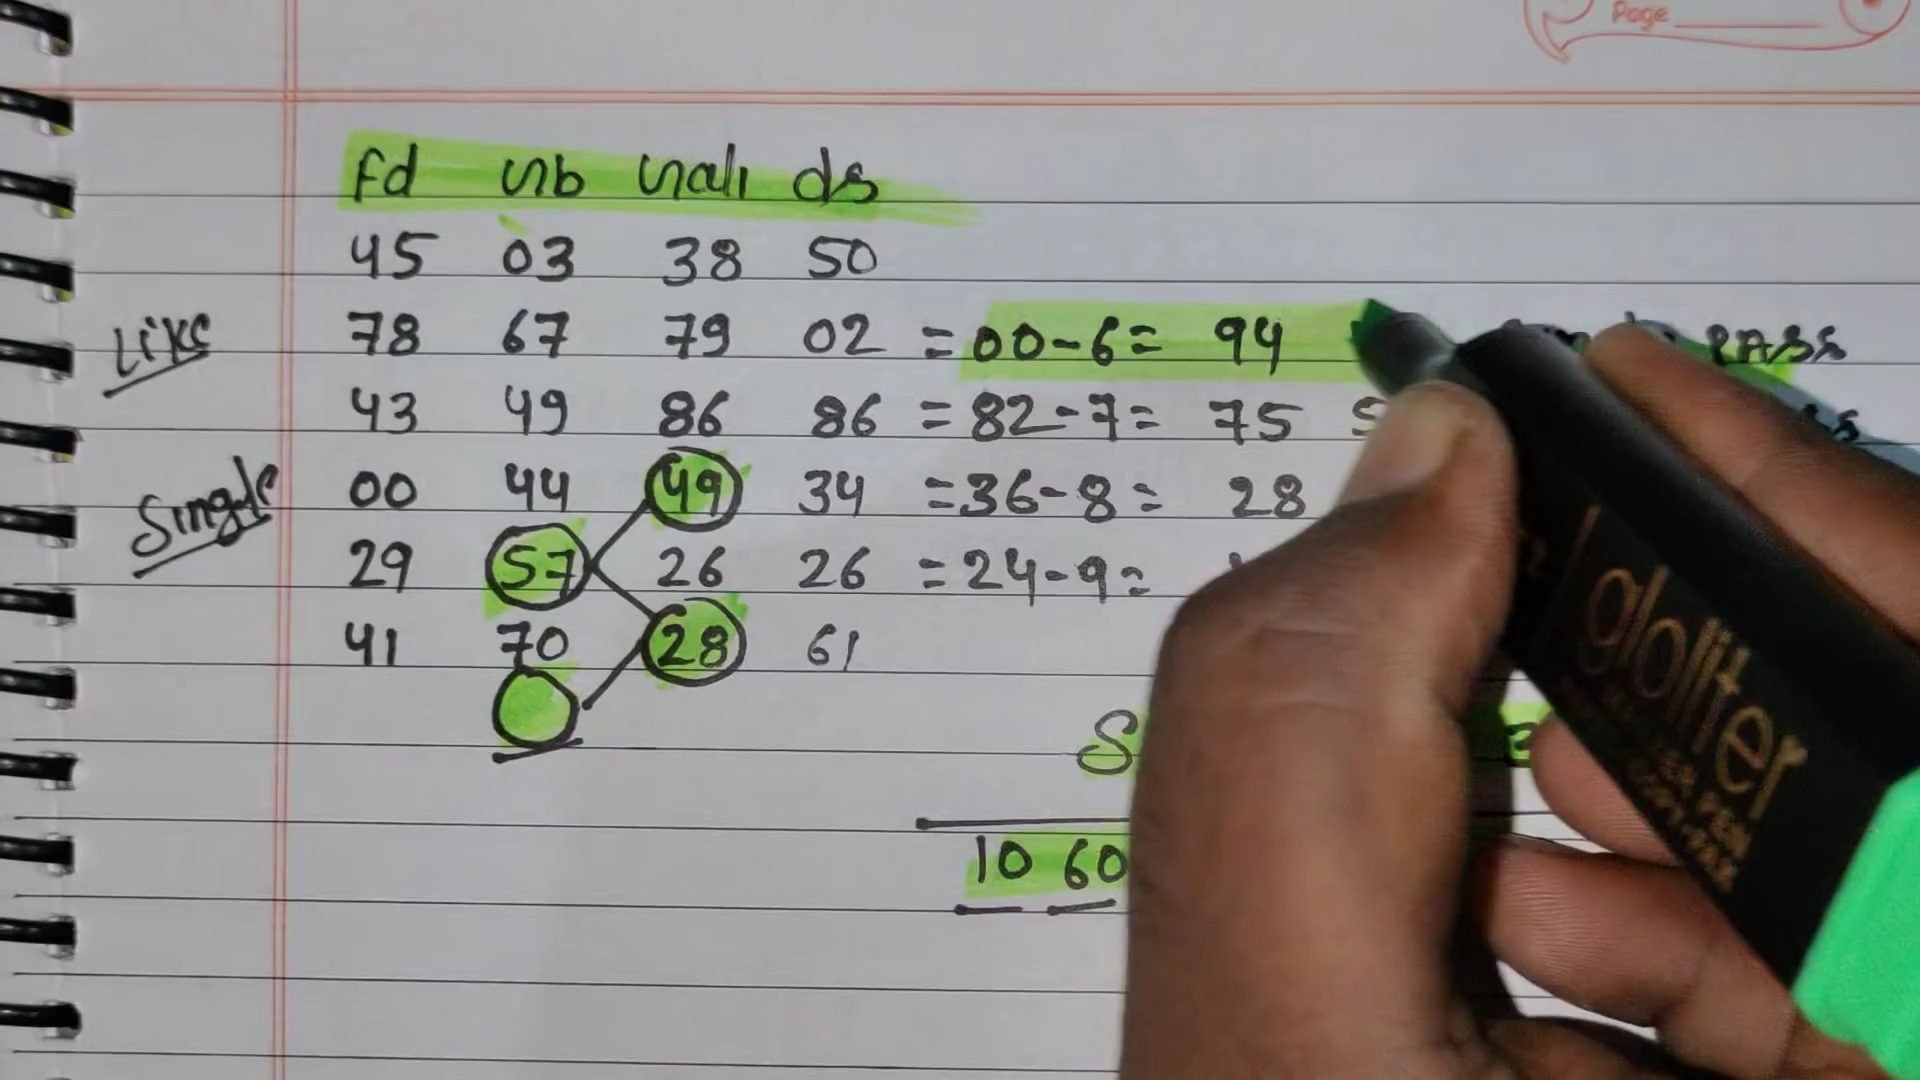 Page
Fd ub uali ds
45 03 38 50
Like 78 67 79 02 = 00-6= 94 PASS
43 49 86 86 = 82-7= 75 S
Single 00 44 49 34 =36-8= 28
29 57 26 26 =24-9=
41 70 28 61
S
10 60
gloliter